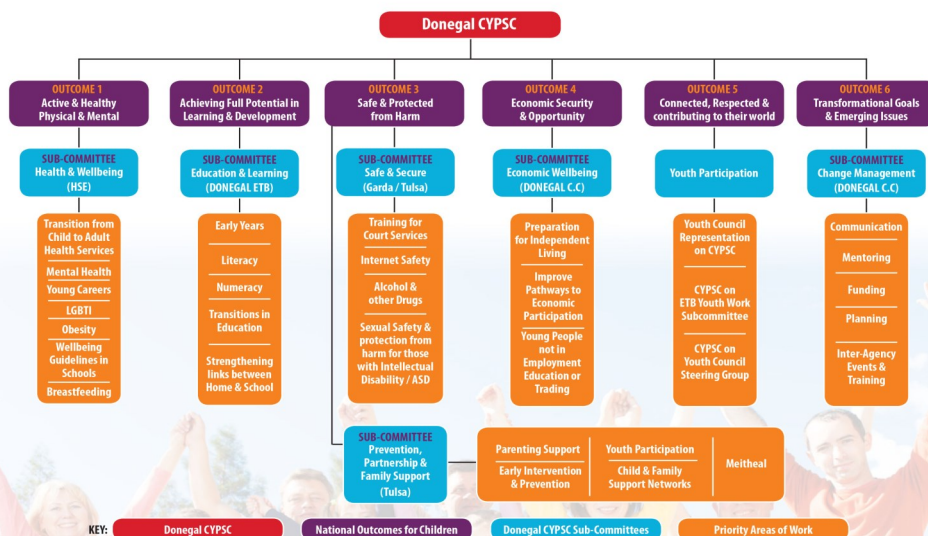 Donegal CYPSC
OUTCOME 1
Active & Healthy
Physical & Mental
OUTCOME 2
Achieving Full Potential in
Learning & Development
OUTCOME 3
Safe & Protected
from Harm
OUTCOME 4
Economic Security
& Opportunity
OUTCOME 5
Connected, Respected &
contributing to their world
OUTCOME 6
Transformational Goals
& Emerging Issues
SUB-COMMITTEE
Health & Wellbeing
(HSE)
SUB-COMMITTEE
Education & Learning
(DONEGAL ETB)
SUB-COMMITTEE
Safe & Secure
(Garda / Tulsa)
SUB-COMMITTEE
Economic Wellbeing
(DONEGAL C.C)
Youth Participation
SUB-COMMITTEE
Change Management
(DONEGAL C.C)
Transition from
Child to Adult
Health Services
Mental Health
Young Careers
LGBTI
Obesity
Wellbeing
Guidelines in
Schools
Breastfeeding
Early Years
Literacy
Numeracy
Transitions in
Education
Strengthening
links between
Home & School
Training for
Court Services
Internet Safety
Alcohol &
other Drugs
Sexual Safety &
protection from
harm for those
with Intellectual
Disability / ASD
Preparation
for Independent
Living
Improve
Pathways to
Economic
Participation
Young People
not in
Employment
Education or
Trading
Youth Council
Representation
on CYPSC
CYPSC on
ETB Youth Work
Subcommittee
CYPSC on
Youth Council
Steering Group
Communication
Mentoring
Funding
Planning
Inter-Agency
Events &
Training
SUB-COMMITTEE
Prevention,
Partnership &
Family Support
(Tulsa)
Parenting Support
Early Intervention
& Prevention
Youth Participation
Child & Family
Support Networks
Meitheal
KEY:
Donegal CYPSC
National Outcomes for Children
Donegal CYPSC Sub-Committees
Priority Areas of Work